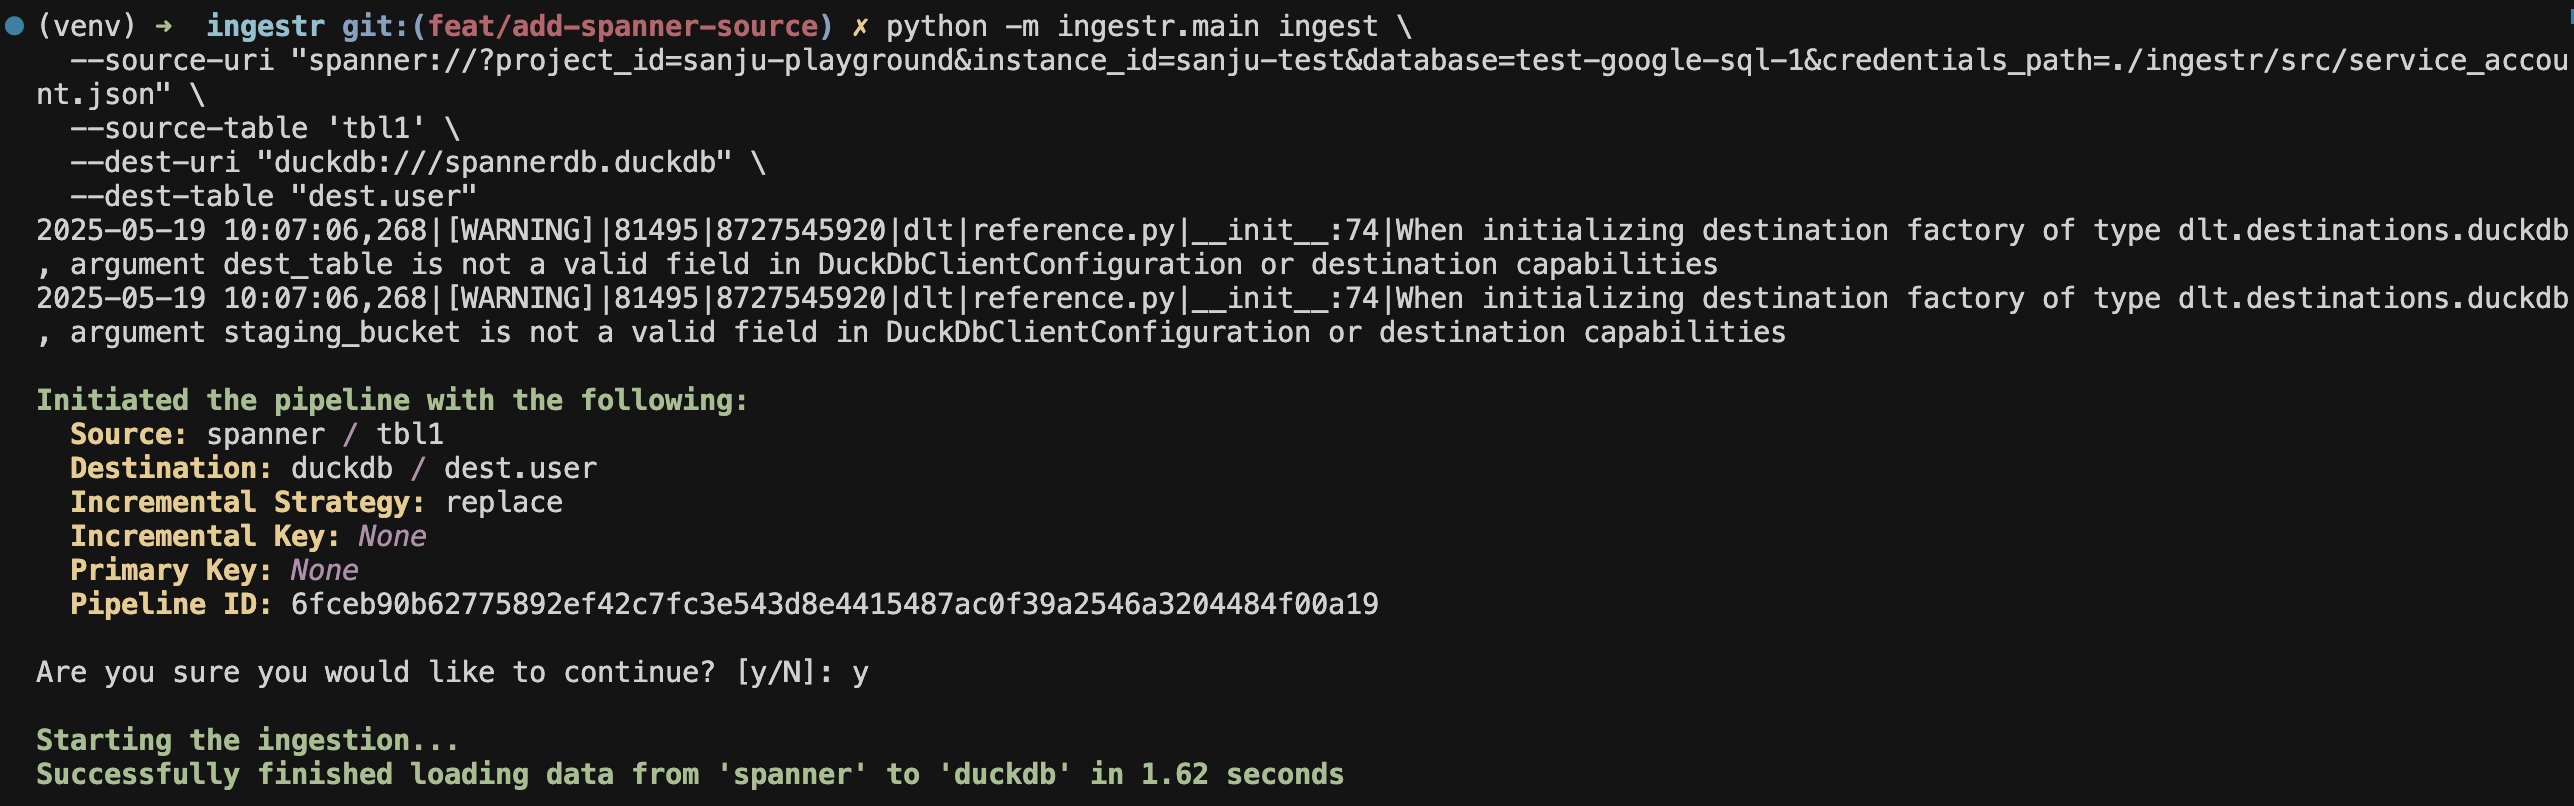 (venv) ➜  ingestr git:(feat/add-spanner-source) ✗ python -m ingestr.main ingest \
  --source-uri "spanner://?project_id=sanju-playground&instance_id=sanju-test&database=test-google-sql-1&credentials_path=./ingestr/src/service_accou
nt.json" \
  --source-table 'tbl1' \
  --dest-uri "duckdb:///spannerdb.duckdb" \
  --dest-table "dest.user"
2025-05-19 10:07:06,268|[WARNING]|81495|8727545920|dlt|reference.py|__init__:74|When initializing destination factory of type dlt.destinations.duckdb
, argument dest_table is not a valid field in DuckDbClientConfiguration or destination capabilities
2025-05-19 10:07:06,268|[WARNING]|81495|8727545920|dlt|reference.py|__init__:74|When initializing destination factory of type dlt.destinations.duckdb
, argument staging_bucket is not a valid field in DuckDbClientConfiguration or destination capabilities
Initiated the pipeline with the following:
  Source: spanner / tbl1
  Destination: duckdb / dest.user
  Incremental Strategy: replace
  Incremental Key: None
  Primary Key: None
  Pipeline ID: 6fceb90b62775892ef42c7fc3e543d8e4415487ac0f39a2546a3204484f00a19
Are you sure you would like to continue? [y/N]: y
Starting the ingestion...
Successfully finished loading data from 'spanner' to 'duckdb' in 1.62 seconds